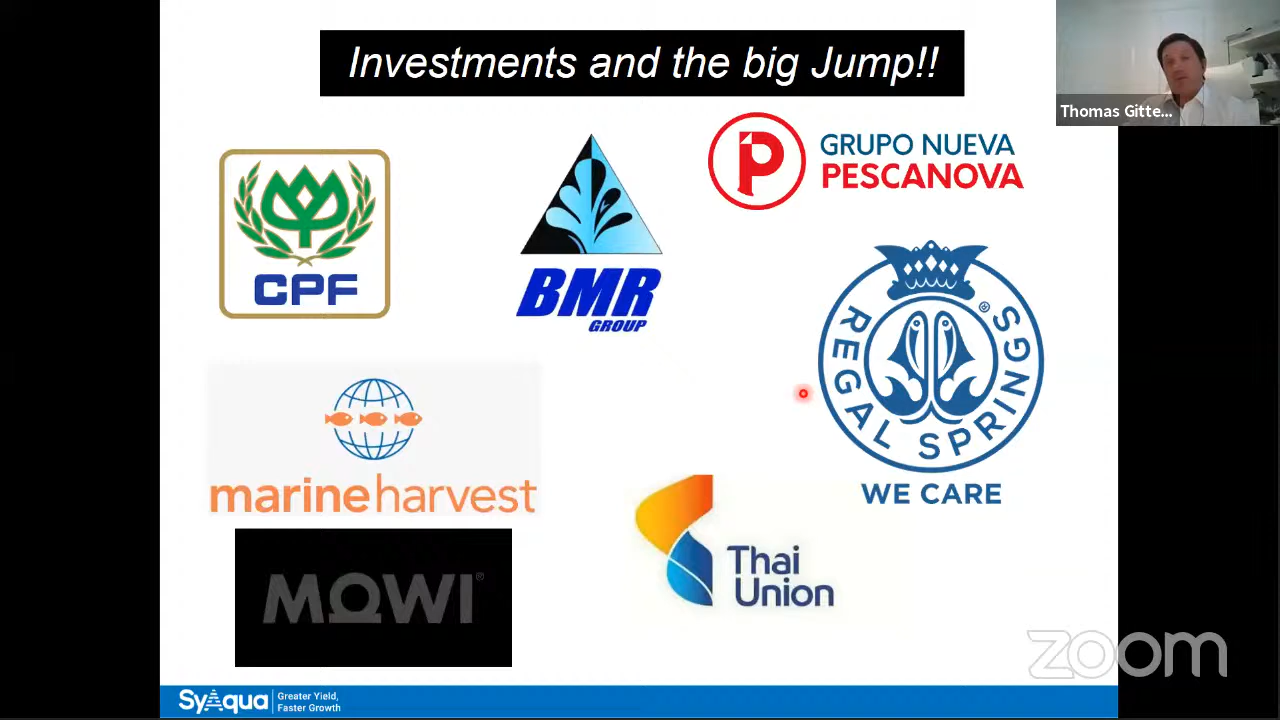 Investments and the big Jump!!
Thomas Gitte...
GRUPO NUEVA
PESCANOVA
CPF
BMR
GROUP
REGAL SPRINGS®
WE CARE
marineharvest
MOWI®
Thai
Union
zoom
SyAqua
Greater Yield,
Faster Growth